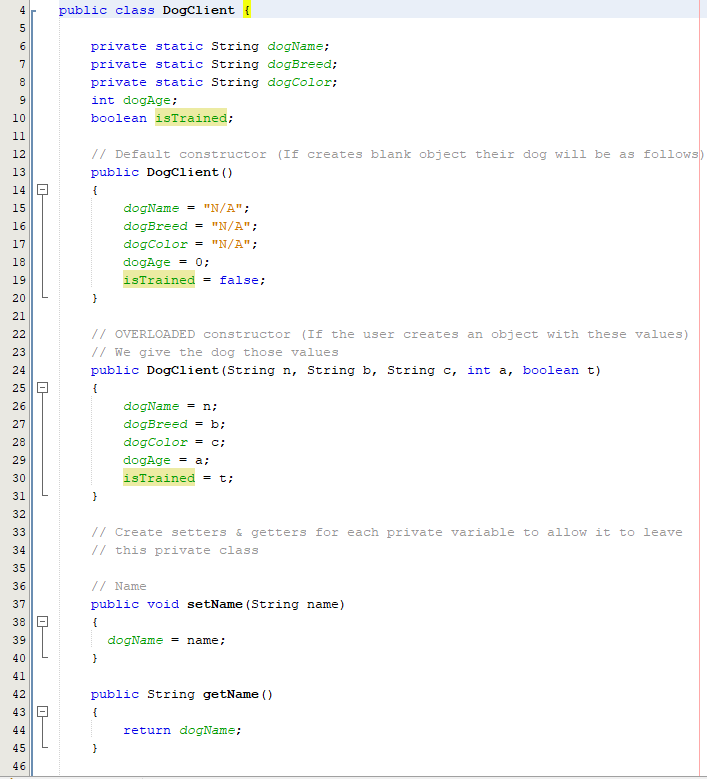 4 public class DogClient {
5
6 private static String dogName;
7 private static String dogBreed;
8 private static String dogColor;
9 int dogAge;
10 boolean isTrained;
11
12 // Default constructor (If creates blank object their dog will be as follows)
13 public DogClient()
14 {
15 dogName = "N/A";
16 dogBreed = "N/A";
17 dogColor = "N/A";
18 dogAge = 0;
19 isTrained = false;
20 }
21
22 // OVERLOADED constructor (If the user creates an object with these values)
23 // We give the dog those values
24 public DogClient(String n, String b, String c, int a, boolean t)
25 {
26 dogName = n;
27 dogBreed = b;
28 dogColor = c;
29 dogAge = a;
30 isTrained = t;
31 }
32
33 // Create setters & getters for each private variable to allow it to leave
34 // this private class
35
36 // Name
37 public void setName(String name)
38 {
39 dogName = name;
40 }
41
42 public String getName()
43 {
44 return dogName;
45 }
46